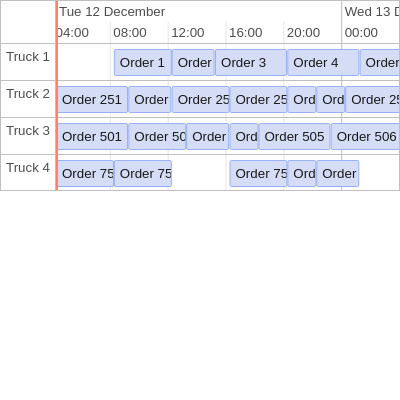 Tue 12 December Wed 13 D
04:00 08:00 12:00 16:00 20:00 00:00
Truck 1 Order 1 Order Order 3 Order 4 Order
Truck 2 Order 251 Order Order 25 Order 25 Ord Ord Order 25
Truck 3 Order 501 Order 50 Order Ord Order 505 Order 506
Truck 4 Order 75 Order 75 Order 75 Ord Order